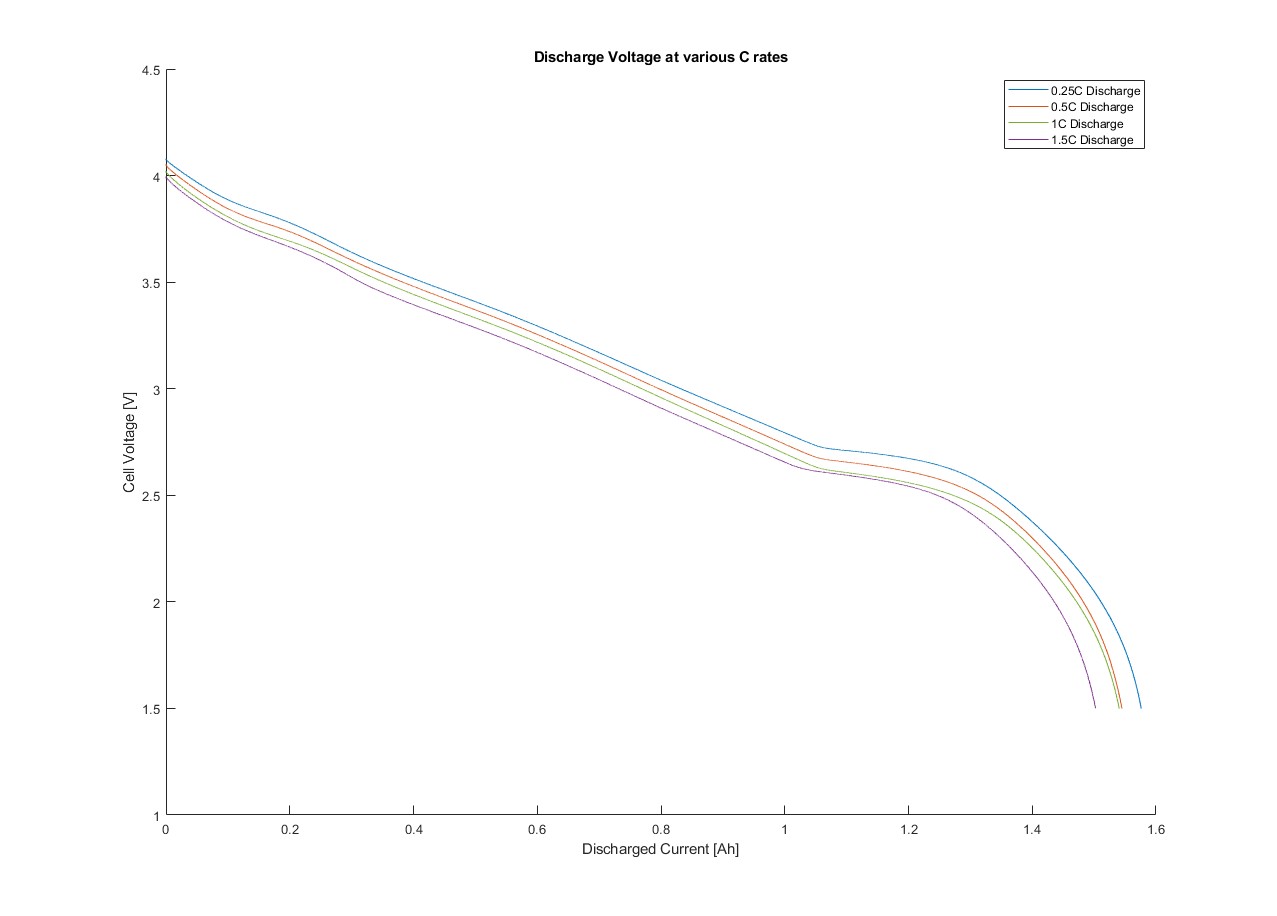 Discharge Voltage at various C rates
4.5
4
3.5
3
2.5
2
1.5
1
Cell Voltage [V]
0.25C Discharge
0.5C Discharge
1C Discharge
1.5C Discharge
0 0.2 0.4 0.6 0.8 1 1.2 1.4 1.6
Discharged Current [Ah]